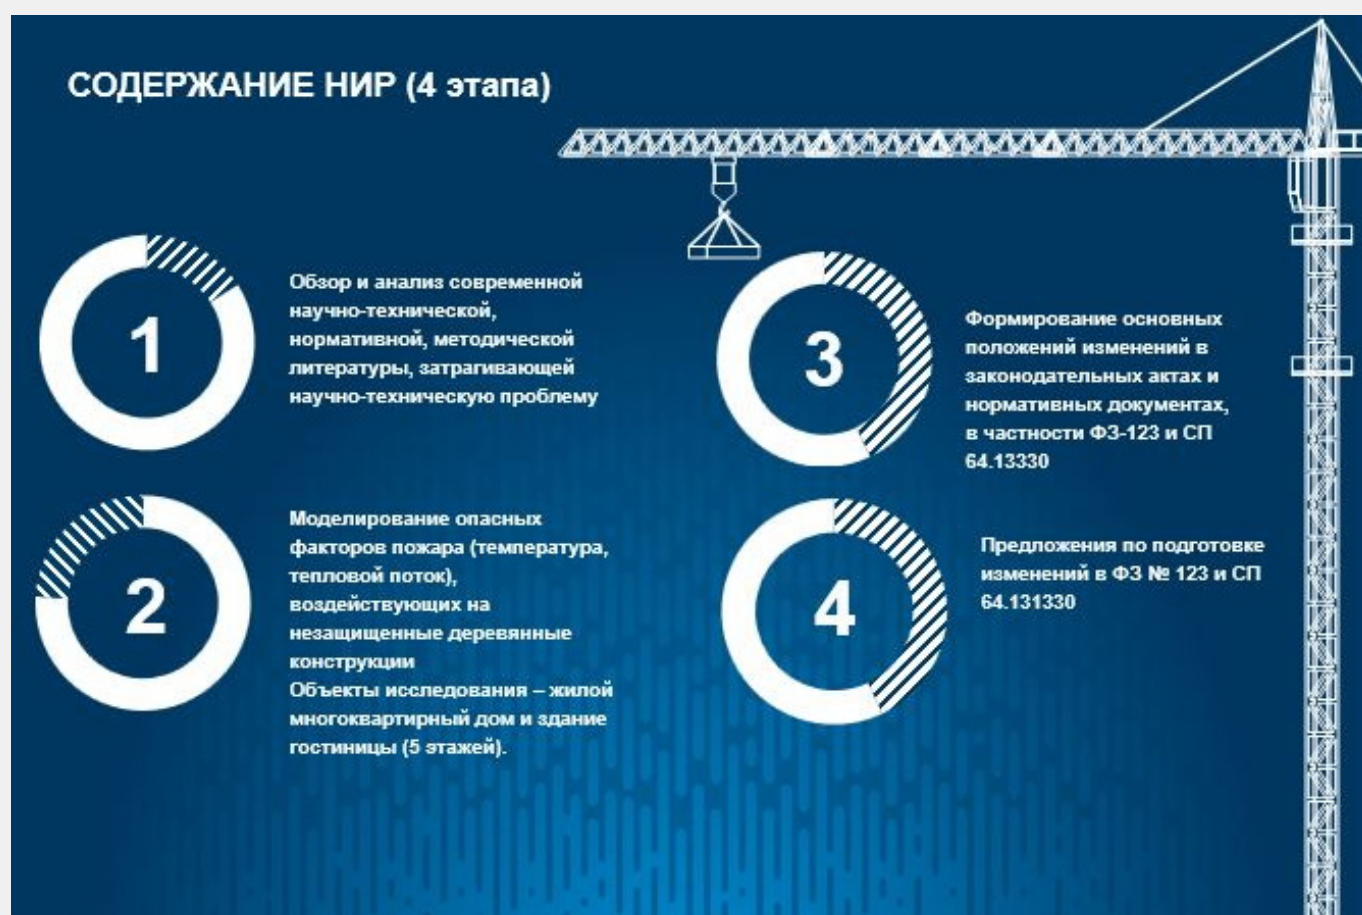 СОДЕРЖАНИЕ НИР (4 этапа)
1
Обзор и анализ современной
научно-технической,
нормативной, методической
литературы, затрагивающей
научно-техническую проблему
2
Моделирование опасных
факторов пожара (температура,
тепловой поток),
воздействующих на
незащищенные деревянные
конструкции
Объекты исследования – жилой
многоквартирный дом и здание
гостиницы (5 этажей).
3
Формирование основных
положений изменений в
законодательных актах и
нормативных документах,
в частности ФЗ-123 и СП
64.13330
4
Предложения по подготовке
изменений в ФЗ № 123 и СП
64.131330